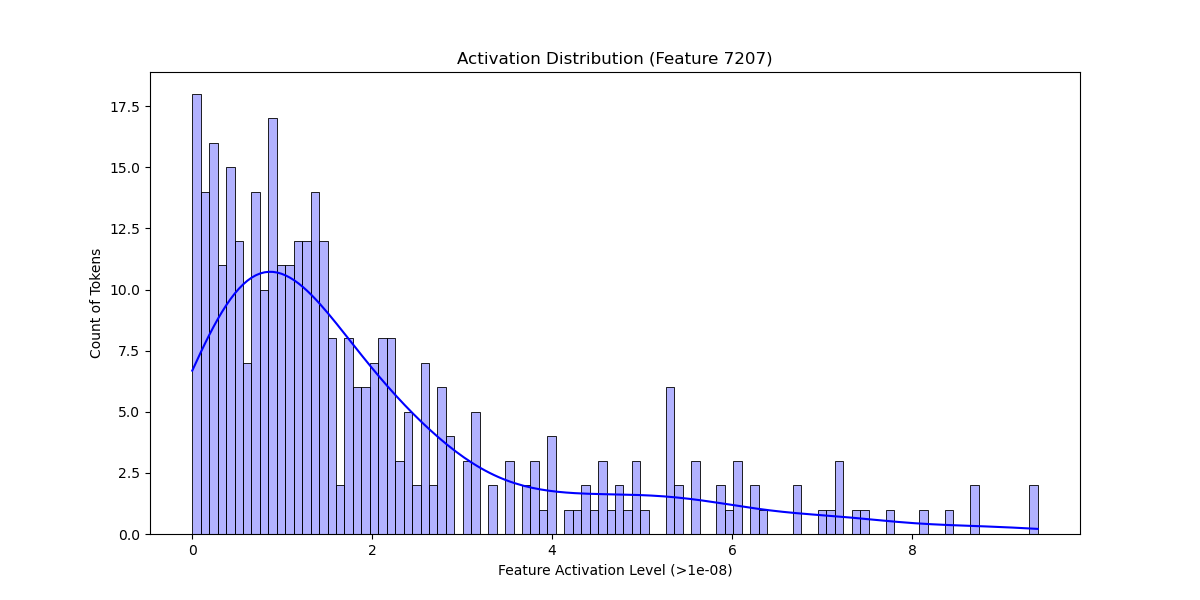 Activation Distribution (Feature 7207)
17.5
15.0
12.5
10.0
7.5
5.0
2.5
0.0
Count of Tokens
0 2 4 6 8
Feature Activation Level (>1e-08)